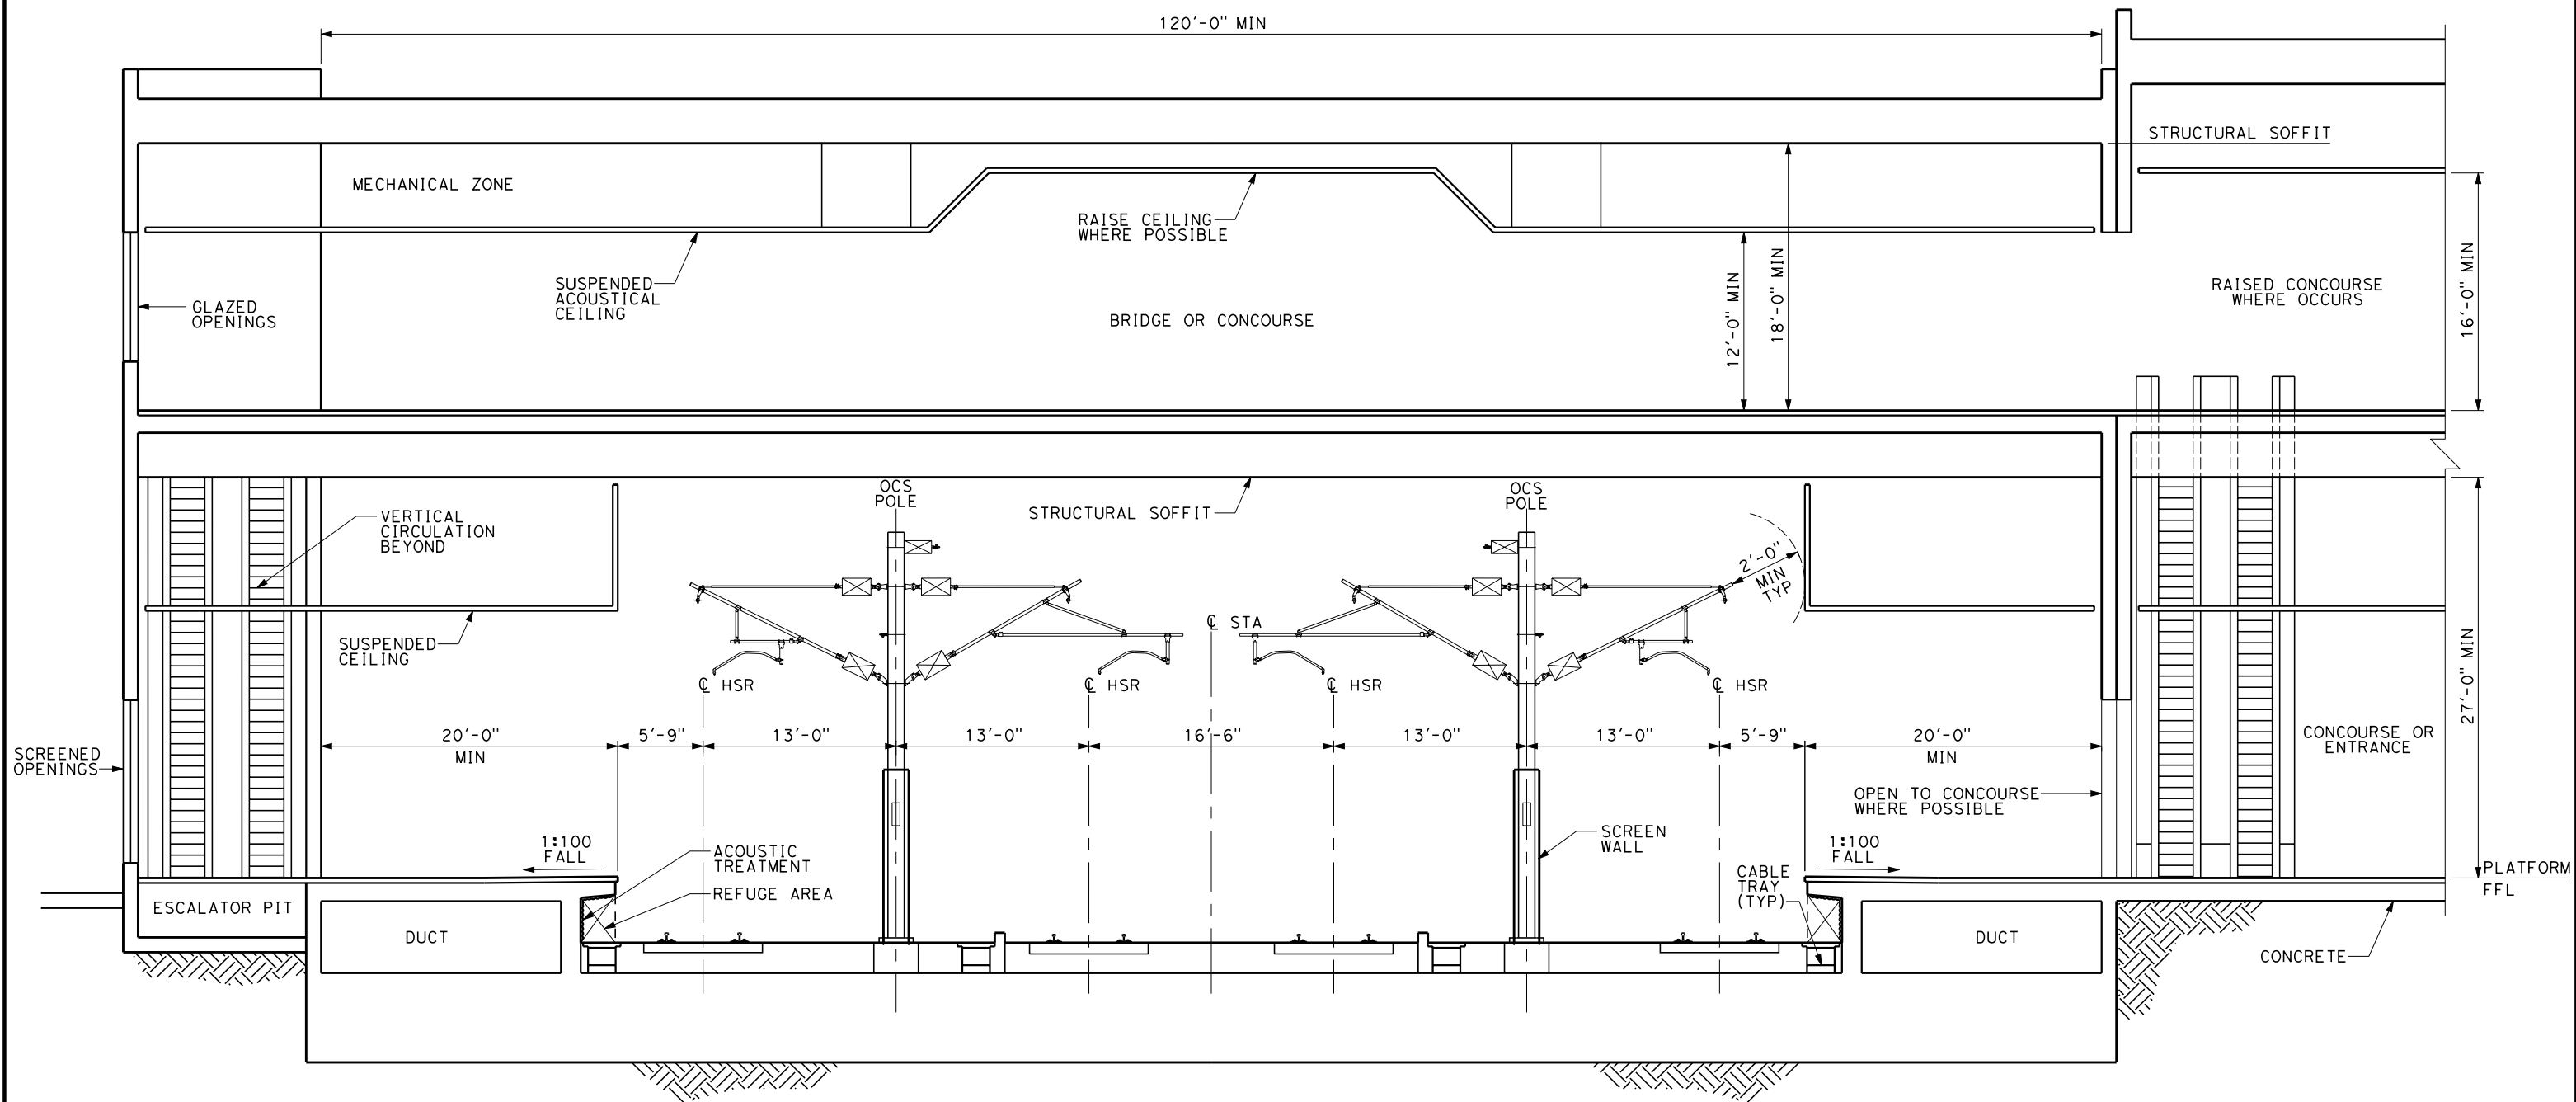 120'-0" MIN
STRUCTURAL SOFFIT
MECHANICAL ZONE
RAISE CEILING
WHERE POSSIBLE
SUSPENDED
ACOUSTICAL
CEILING
GLAZED
OPENINGS
BRIDGE OR CONCOURSE
12'-0" MIN
18'-0" MIN
RAISED CONCOURSE
WHERE OCCURS
16'-0" MIN
OCS
POLE
STRUCTURAL SOFFIT
OCS
POLE
VERTICAL
CIRCULATION
BEYOND
2'-0"
MIN
TYP
SUSPENDED
CEILING
℄ STA
℄ HSR
℄ HSR
℄ HSR
℄ HSR
27'-0" MIN
SCREENED
OPENINGS
20'-0"
MIN
5'-9"
13'-0"
13'-0"
16'-6"
13'-0"
13'-0"
5'-9"
20'-0"
MIN
CONCOURSE OR
ENTRANCE
OPEN TO CONCOURSE
WHERE POSSIBLE
1:100
FALL
ACOUSTIC
TREATMENT
REFUGE AREA
SCREEN
WALL
1:100
FALL
CABLE
TRAY
(TYP)
PLATFORM
FFL
ESCALATOR PIT
DUCT
DUCT
CONCRETE